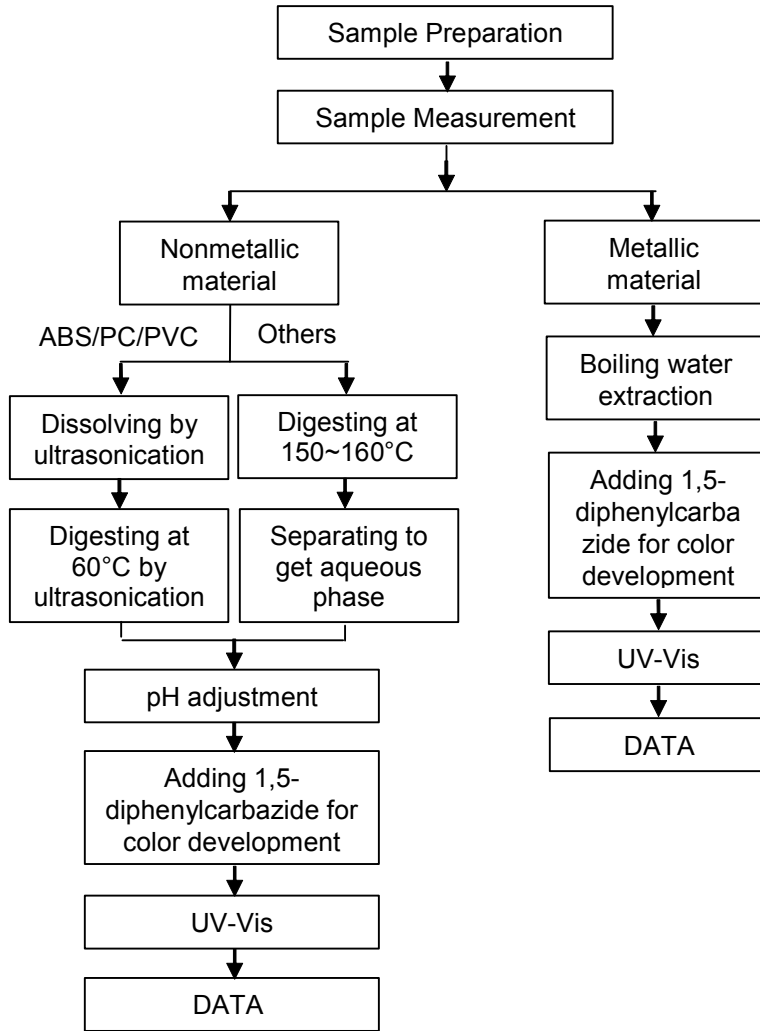 Sample Preparation
Sample Measurement
Nonmetallic
material
Metallic
material
ABS/PC/PVC
Others
Boiling water
extraction
Dissolving by
ultrasonication
Digesting at
150~160°C
Adding 1,5-
diphenylcarba
zide for color
development
Digesting at
60°C by
ultrasonication
Separating to
get aqueous
phase
UV-Vis
pH adjustment
DATA
Adding 1,5-
diphenylcarbazide for
color development
UV-Vis
DATA